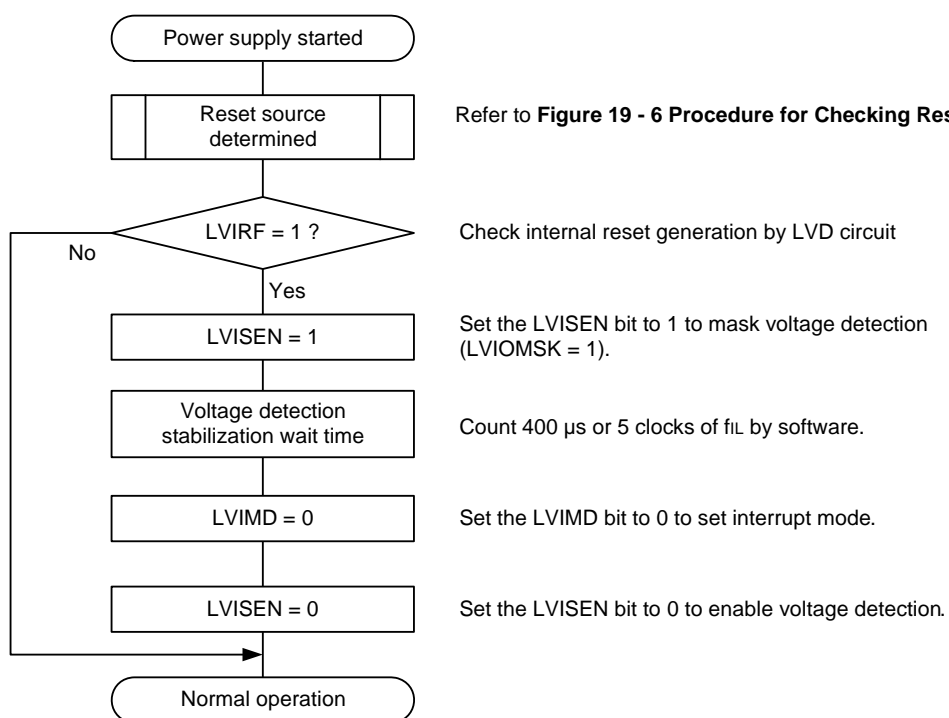 Power supply started
Reset source
determined
Refer to Figure 19 - 6 Procedure for Checking
LVIRF = 1 ?
Check internal reset generation by LVD circuit
No
Yes
LVISEN = 1
Set the LVISEN bit to 1 to mask voltage detection
(LVIOMSK = 1).
Voltage detection
stabilization wait time
Count 400 µs or 5 clocks of fIL by software.
LVIMD = 0
Set the LVIMD bit to 0 to set interrupt mode.
LVISEN = 0
Set the LVISEN bit to 0 to enable voltage detection.
Normal operation